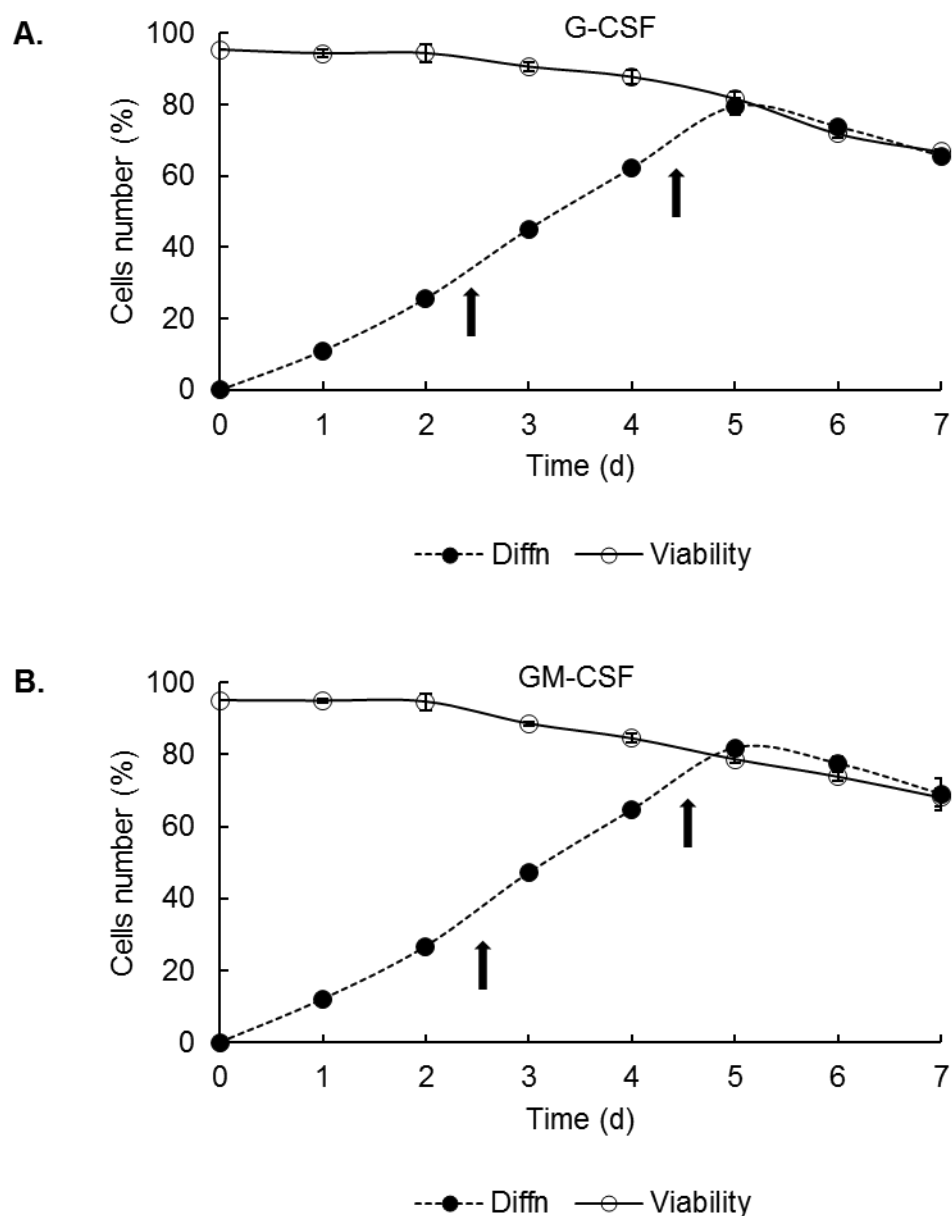 A.
G-CSF
Cells number (%)
100
80
60
40
20
0
0 1 2 3 4 5 6 7
Time (d)
Diffn Viability
B.
GM-CSF
Cells number (%)
100
80
60
40
20
0
0 1 2 3 4 5 6 7
Time (d)
Diffn Viability